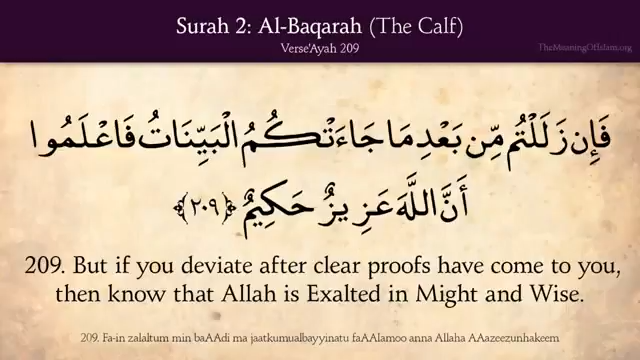 Surah 2: Al-Baqarah (The Calf)
Verse'Ayah 209
TheMeaningOfIslam.org
فَإِن زَلَلْتُم مِّن بَعْدِ مَا جَاءَتْكُمُ الْبَيِّنَاتُ فَاعْلَمُوا
أَنَّ اللَّهَ عَزِيزٌ حَكِيمٌ ﴿٢٠٩﴾
209. But if you deviate after clear proofs have come to you,
then know that Allah is Exalted in Might and Wise.
209. Fa-in zalaltum min baAAdi ma jaatkumualbayyinatu faAAlamoo anna Allaha AAazeezunhakeem